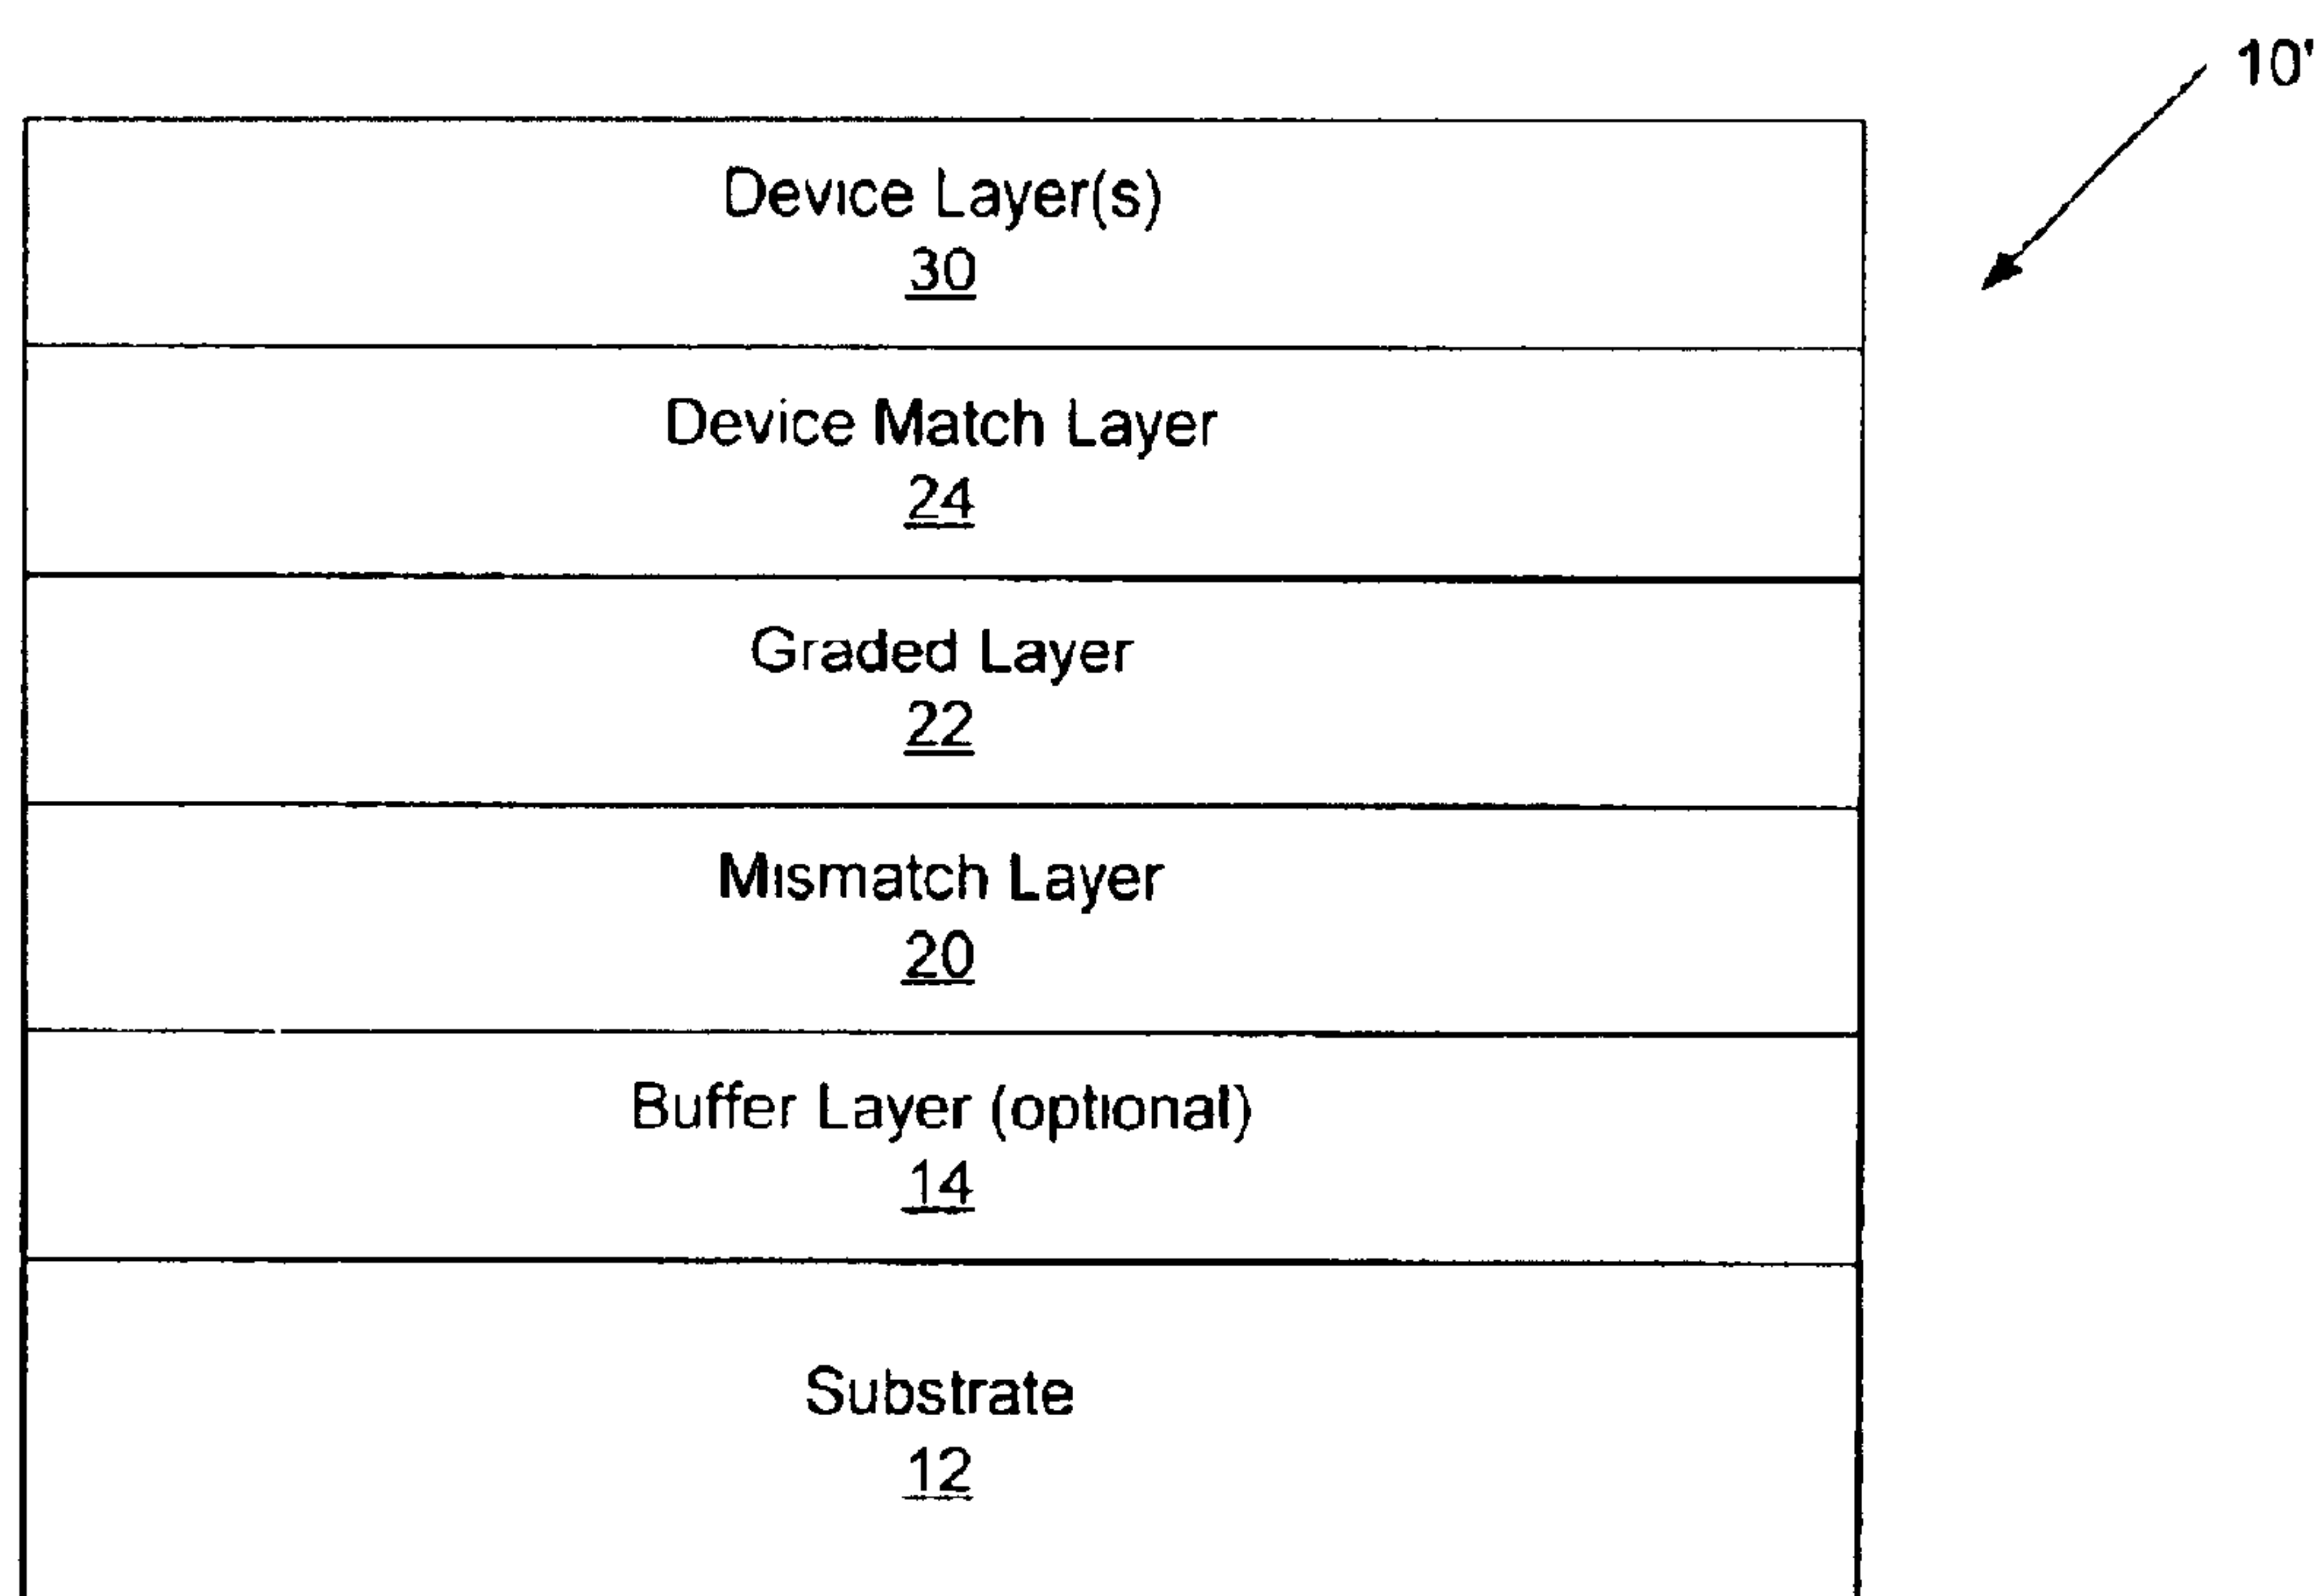 10'
Device Layer(s)
30
Device Match Layer
24
Graded Layer
22
Mismatch Layer
20
Buffer Layer (optional)
14
Substrate
12